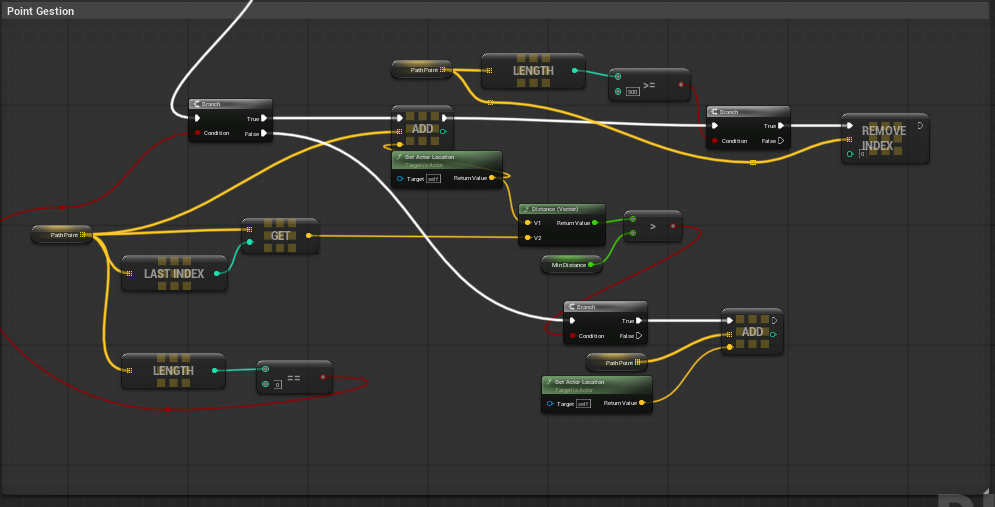 Point Gestion
PathPoint
LENGTH
>=
500
Branch
Condition
True
False
ADD
Branch
Condition
True
False
REMOVE
INDEX
0
Get Actor Location
Target is Actor
Target self
Return Value
PathPoint
GET
LAST INDEX
Distance (Vector)
V1
V2
Return Value
>
Min Distance
Branch
Condition
True
False
ADD
PathPoint
LENGTH
==
0
Get Actor Location
Target is Actor
Target self
Return Value